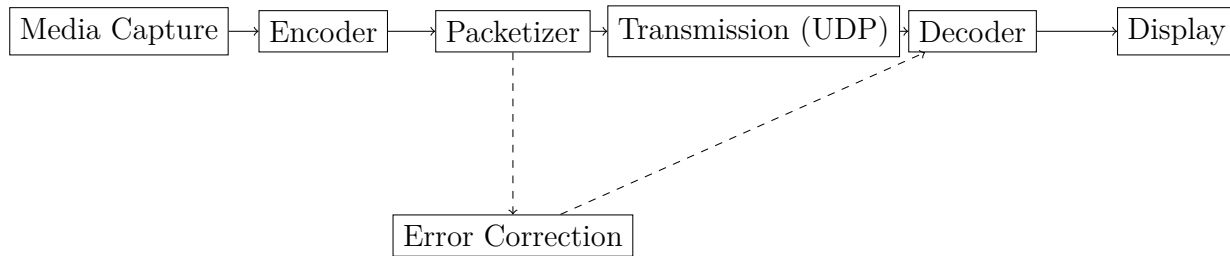 Media Capture
Encoder
Packetizer
Transmission (UDP)
Decoder
Display
Error Correction